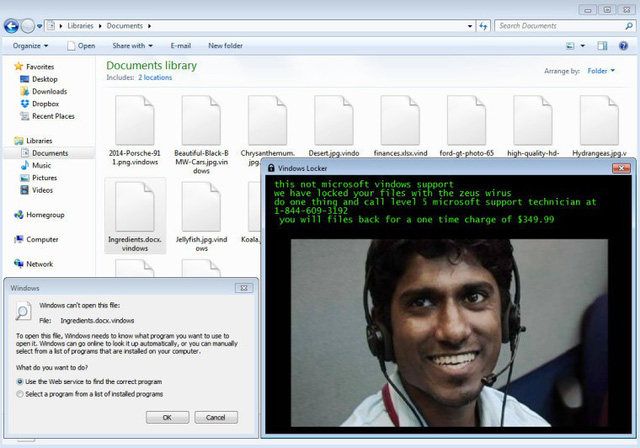 Libraries
Documents
Search Documents
Organize
Open
Share with
E-mail
New folder
Favorites
Desktop
Downloads
Dropbox
Recent Places
Libraries
Documents
Music
Pictures
Videos
Homegroup
Computer
Network
Documents library
Includes: 2 locations
Arrange by: Folder
2014-Porsche-91
1.png.vindows
Beautiful-Black-B
MW-Cars.jpg.vin
dows
Chrysanthemum.
Desert.jpg.vindo
finances.xlsx.vind
ford-gt-photo-65
high-quality-hd-
Hydrangeas.jpg.v
Ingredients.docx.
vindows
Jellyfish.jpg.vind
ows
Koala.
Vindows Locker
this not microsoft vindows support
we have locked your files with the zeus wirus
do one thing and call level 5 microsoft support technician at
1-844-609-3192
you will files back for a one time charge of $349.99
Windows
Windows can't open this file:
File: Ingredients.docx.vindows
To open this file, Windows needs to know what program you want to use to
open it. Windows can go online to look it up automatically, or you can manually
select from a list of programs that are installed on your computer.
What do you want to do?
Use the Web service to find the correct program
Select a program from a list of installed programs
OK
Cancel